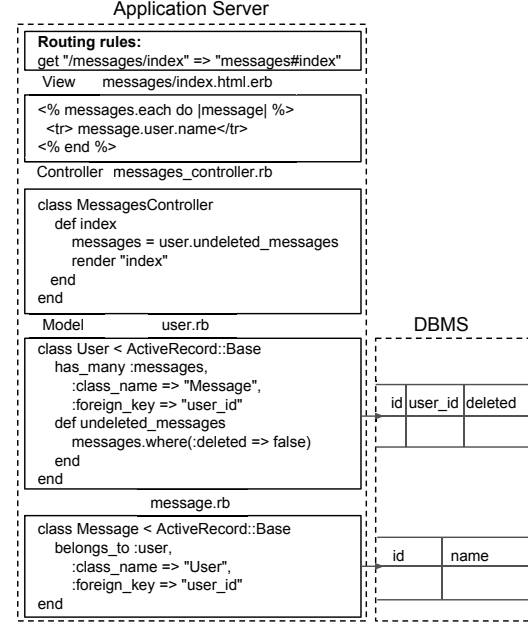 Application Server
Routing rules:
get "/messages/index" => "messages#index"
View messages/index.html.erb
<% messages.each do |message| %>
<tr> message.user.name</tr>
<% end %>
Controller messages_controller.rb
class MessagesController
def index
messages = user.undeleted_messages
render "index"
end
end
Model user.rb
DBMS
class User < ActiveRecord::Base
has_many :messages,
:class_name => "Message",
:foreign_key => "user_id"
def undeleted_messages
messages.where(:deleted => false)
end
end
id user_id deleted
message.rb
class Message < ActiveRecord::Base
belongs_to :user,
:class_name => "User",
:foreign_key => "user_id"
end
id name